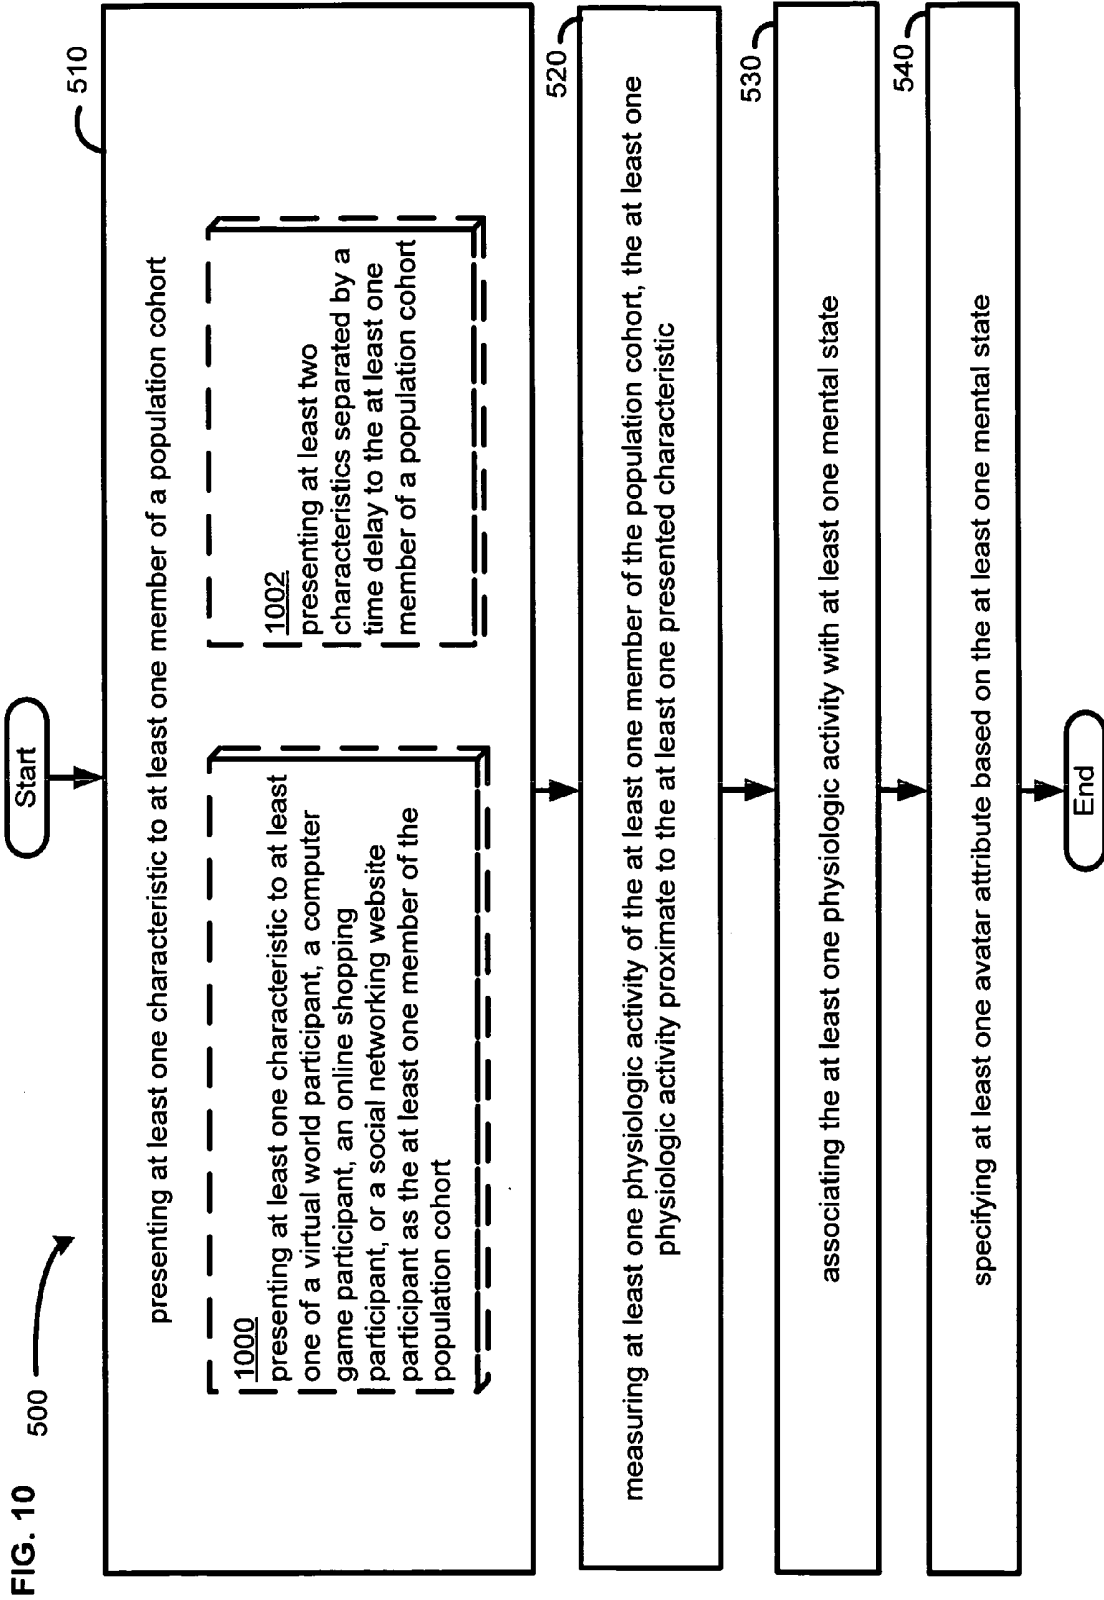 FIG. 10
500
Start
510
presenting at least one characteristic to at least one member of a population cohort
1000
presenting at least one characteristic to at least
one of a virtual world participant, a computer
game participant, an online shopping
participant, or a social networking website
participant as the at least one member of the
population cohort
1002
presenting at least two
characteristics separated by a
time delay to the at least one
member of a population cohort
520
measuring at least one physiologic activity of the at least one member of the population cohort, the at least one
physiologic activity proximate to the at least one presented characteristic
530
associating the at least one physiologic activity with at least one mental state
540
specifying at least one avatar attribute based on the at least one mental state
End